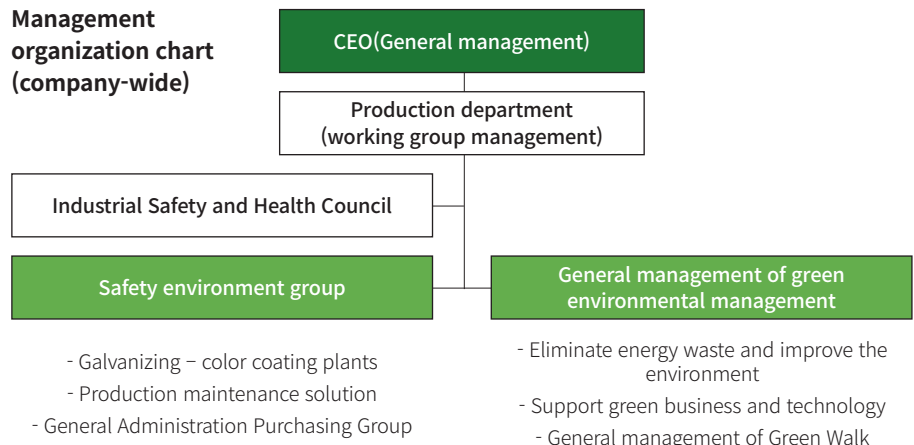 Management
organization chart
(company-wide)
CEO(General management)
Production department
(working group management)
Industrial Safety and Health Council
Safety environment group
General management of green
environmental management
- Galvanizing – color coating plants
- Production maintenance solution
- General Administration Purchasing Group
- Eliminate energy waste and improve the
environment
- Support green business and technology
- General management of Green Walk